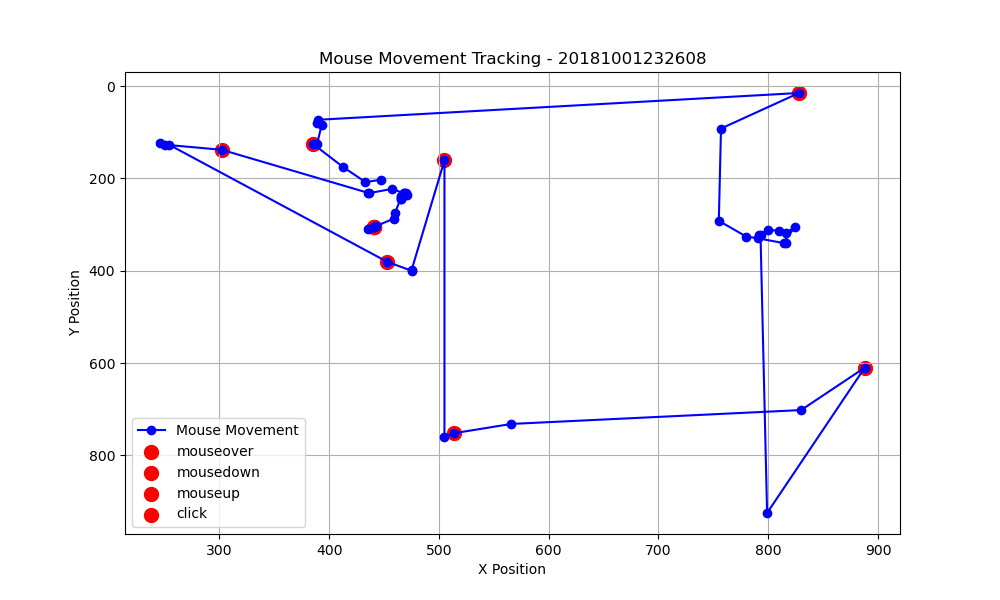 Mouse Movement Tracking - 20181001232608
0
200
400
600
800
Y Position
Mouse Movement
mouseover
mousedown
mouseup
click
300
400
500
600
700
800
900
X Position